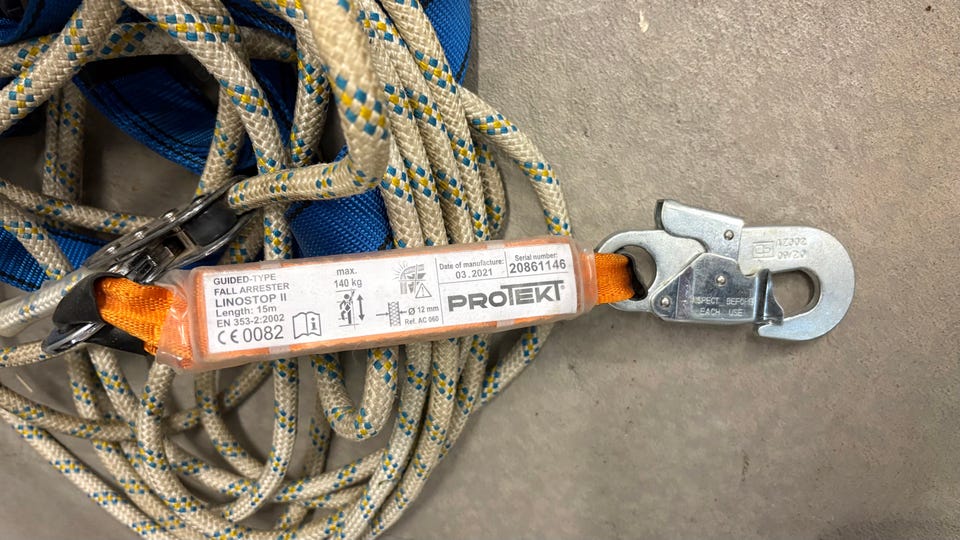 GUIDED-TYPE
FALL ARRESTER
LINOSTOP II
Length: 15m
EN 353-2:2002
CE 0082
max.
140 kg
Ø 12 mm
Ref. AC 060
Date of manufacture:
03.2021
Serial number:
20861146
PROTEKT
INSPECT BEFORE
EACH USE